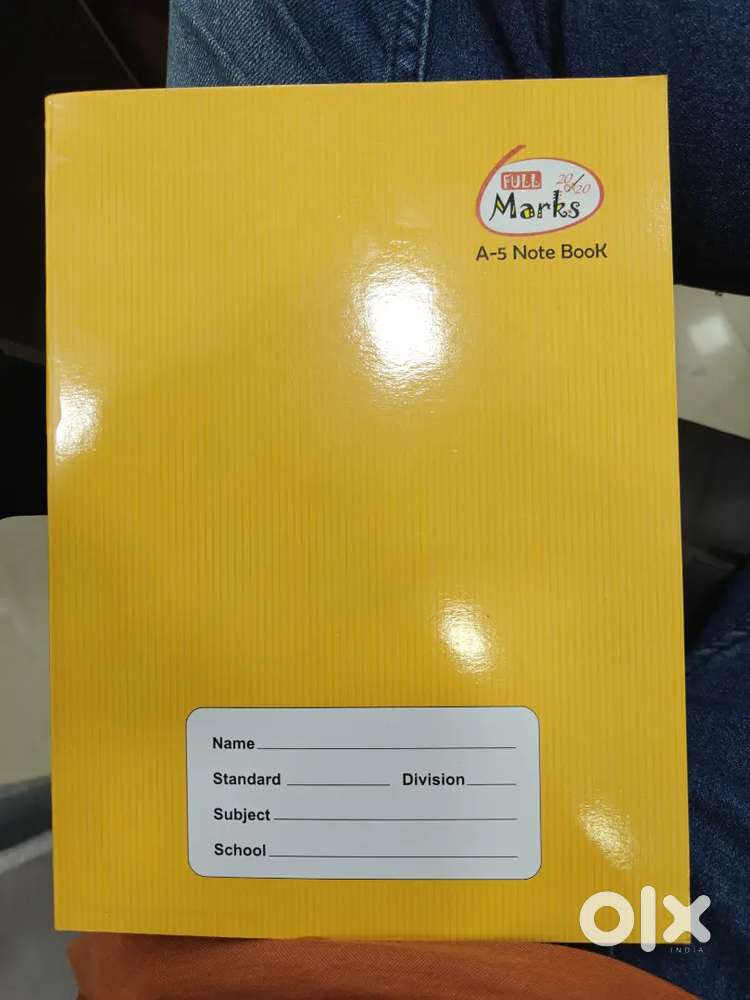 FULL 20/20
Marks
A-5 Note BooK
Name
Standard Division
Subject
School
olx
INDIA